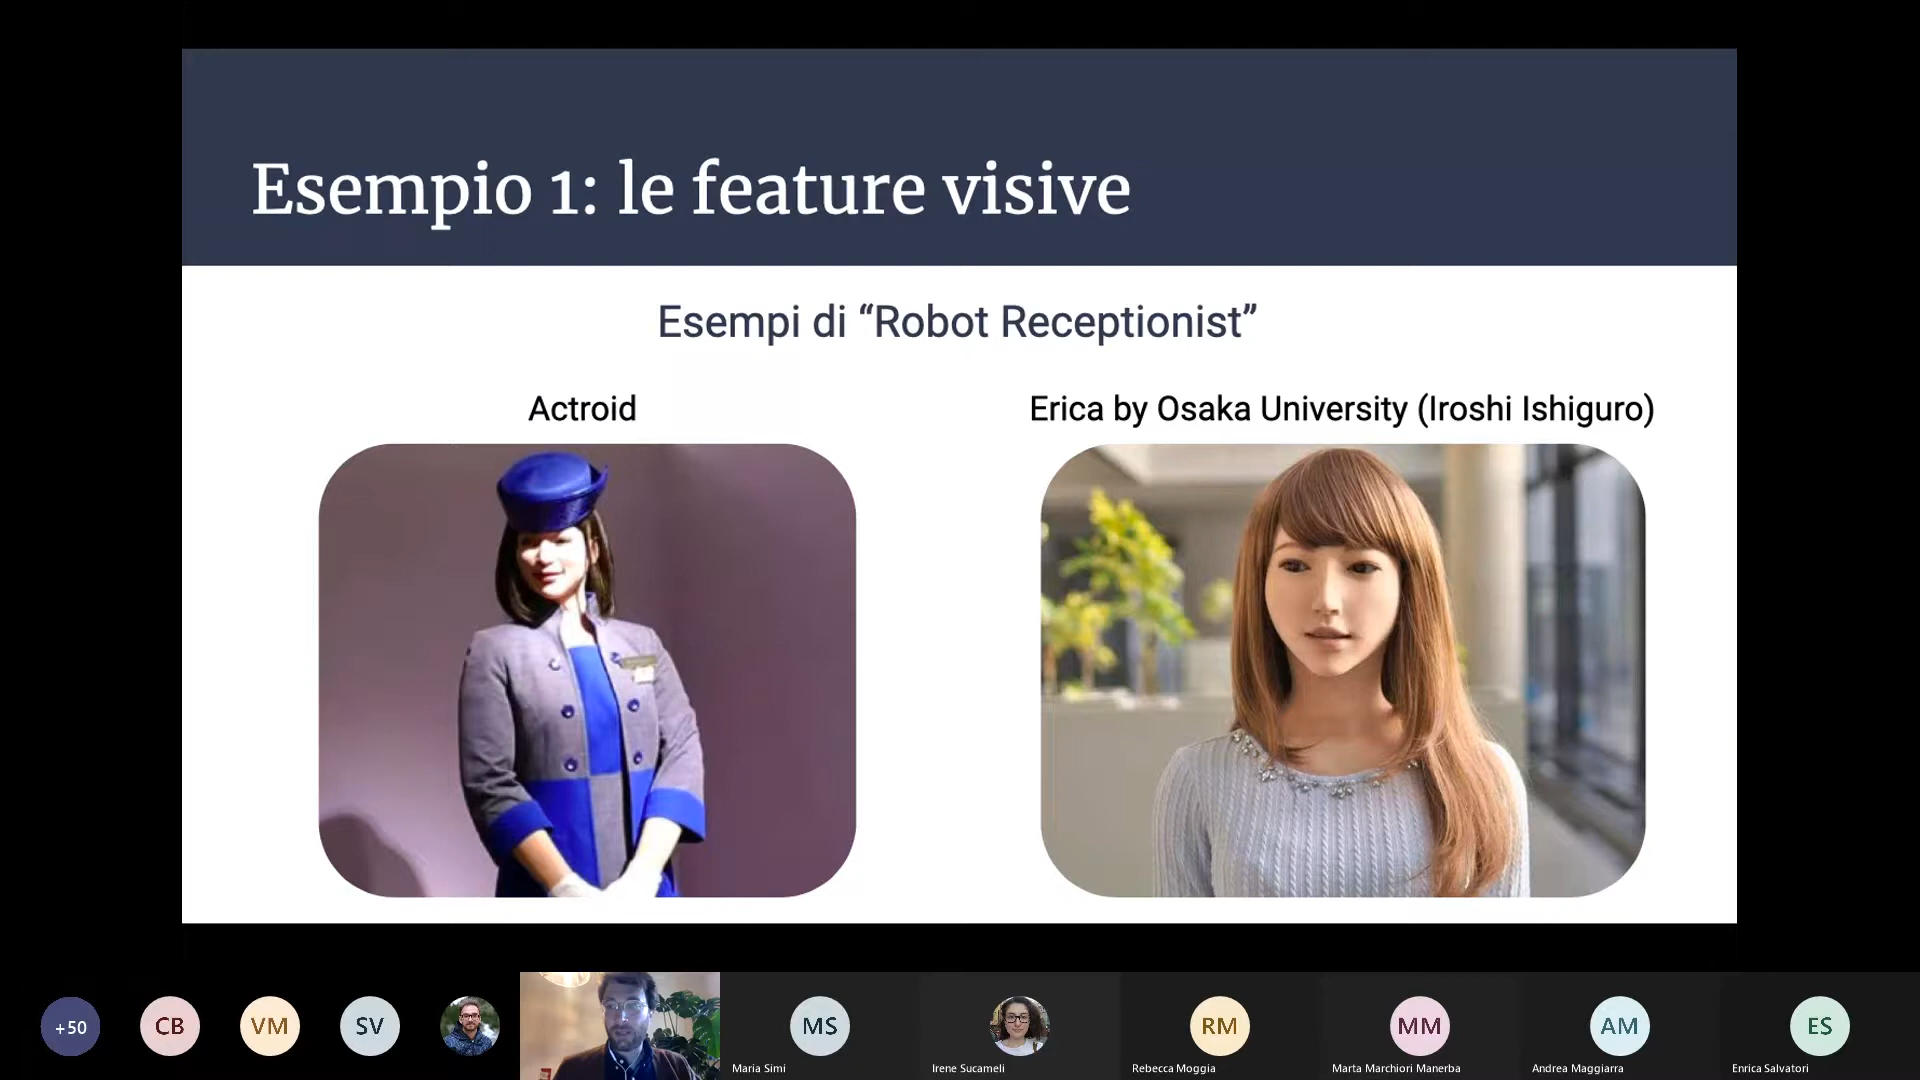 Esempio 1: le feature visive
Esempi di “Robot Receptionist”
Actroid
Erica by Osaka University (Iroshi Ishiguro)
+50
CB
VM
SV
MS
RM
MM
AM
ES
Maria Simi
Irene Sucameli
Rebecca Moggia
Marta Marchiori Manerba
Andrea Maggiarra
Enrica Salvatori